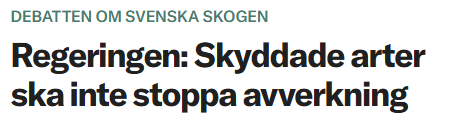 DEBATTEN OM SVENSKA SKOGEN
Regeringen: Skyddade arter
ska inte stoppa avverkning